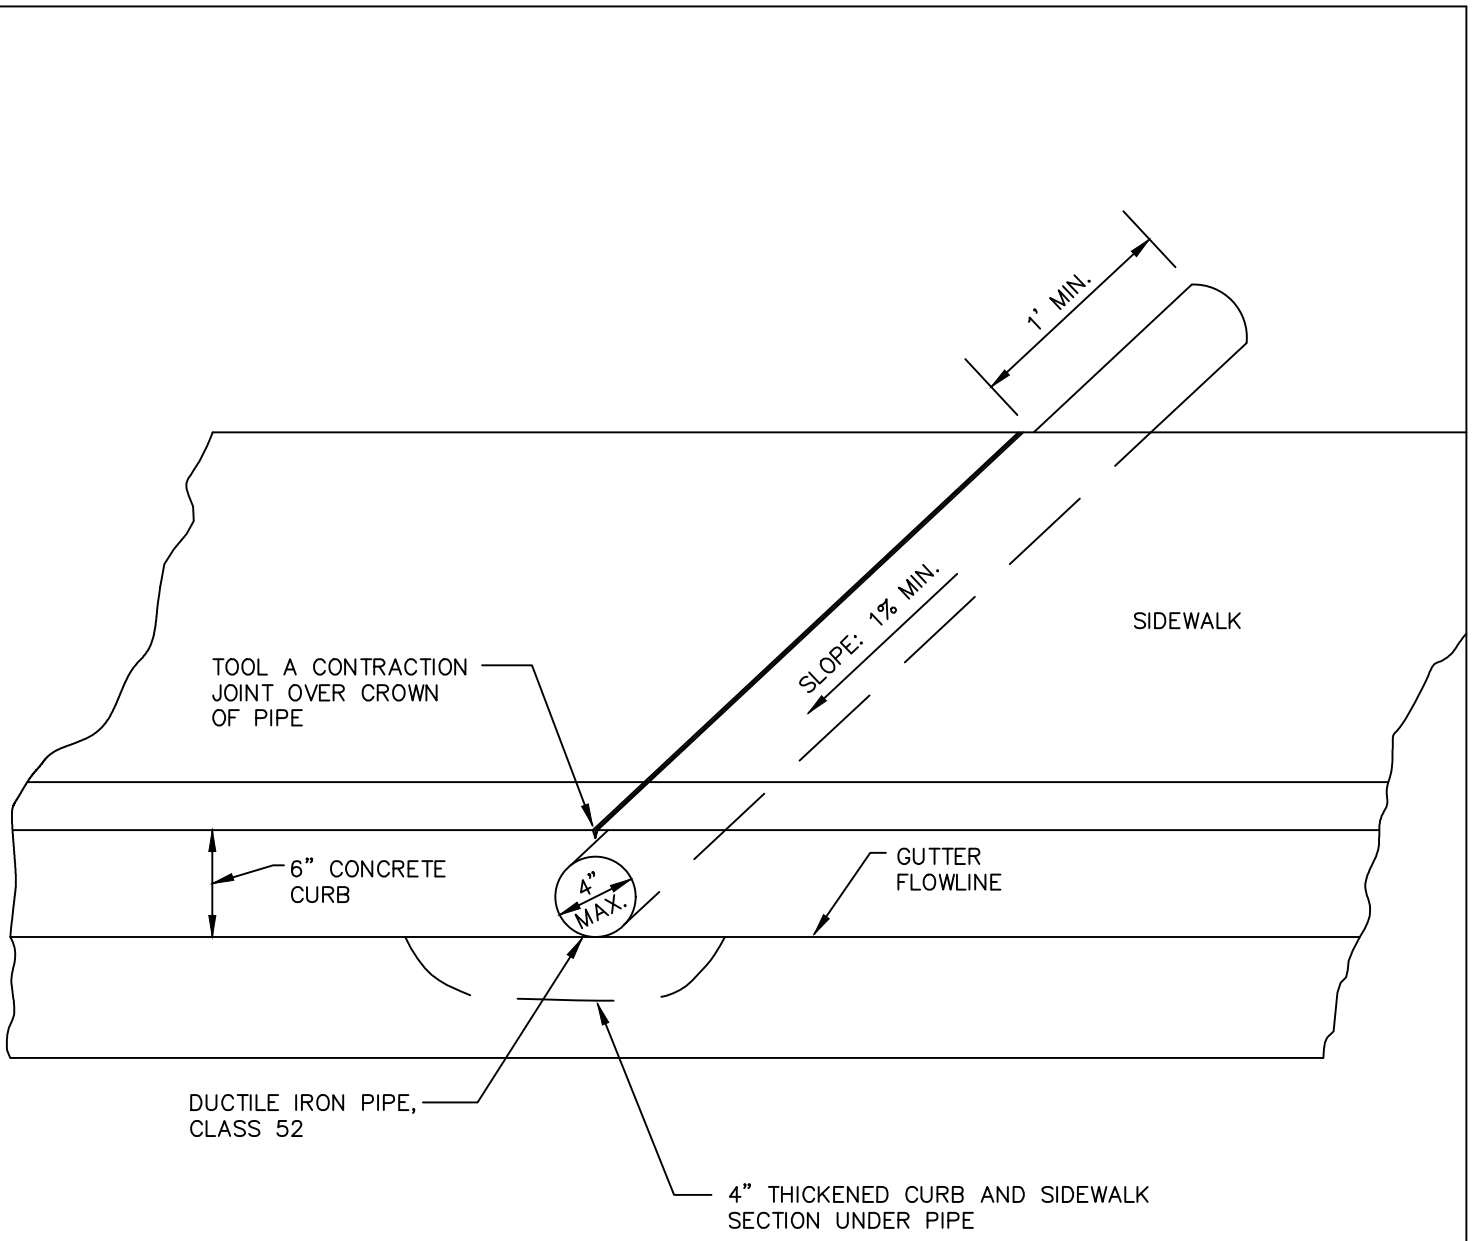 1' MIN.
SLOPE: 1% MIN.
SIDEWALK
TOOL A CONTRACTION
JOINT OVER CROWN
OF PIPE
6" CONCRETE
CURB
4"
MAX.
GUTTER
FLOWLINE
DUCTILE IRON PIPE,
CLASS 52
4" THICKENED CURB AND SIDEWALK
SECTION UNDER PIPE